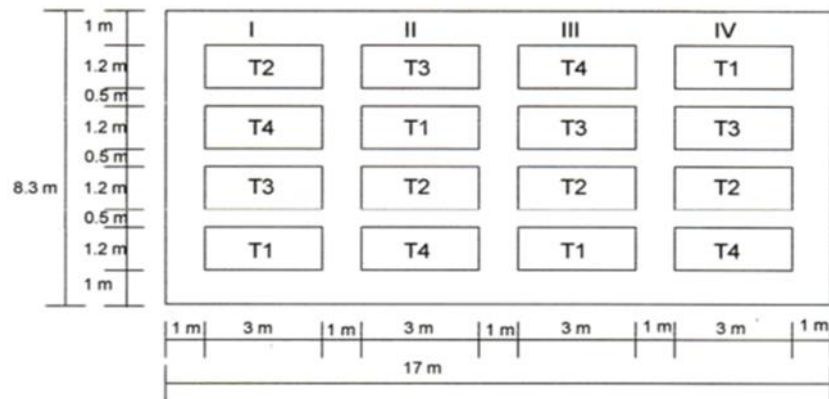 1 m I II III IV
1.2 m T2 T3 T4 T1
0.5 m
1.2 m T4 T1 T3 T3
0.5 m
8.3 m 1.2 m T3 T2 T2 T2
0.5 m
1.2 m T1 T4 T1 T4
1 m
1 m 3 m 1 m 3 m 1 m 3 m 1 m 3 m 1 m
17 m